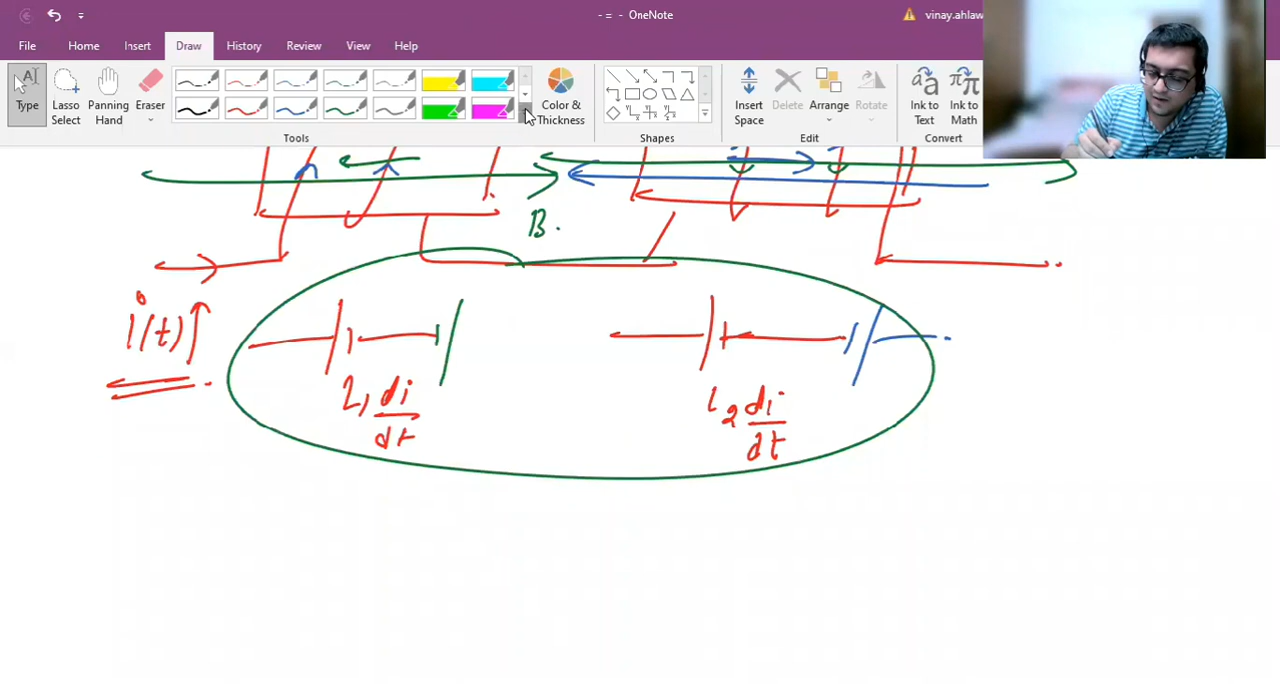 - = - OneNote
vinay.ahlaw
File Home Insert Draw History Review View Help
Type
Lasso Select
Panning Hand
Eraser
Color & Thickness
Insert Space
Delete
Arrange
Rotate
Ink to Text
Ink to Math
Tools
Shapes
Edit
Convert
B.
i(t)↑
L₁ di/dt
L₂ di/dt